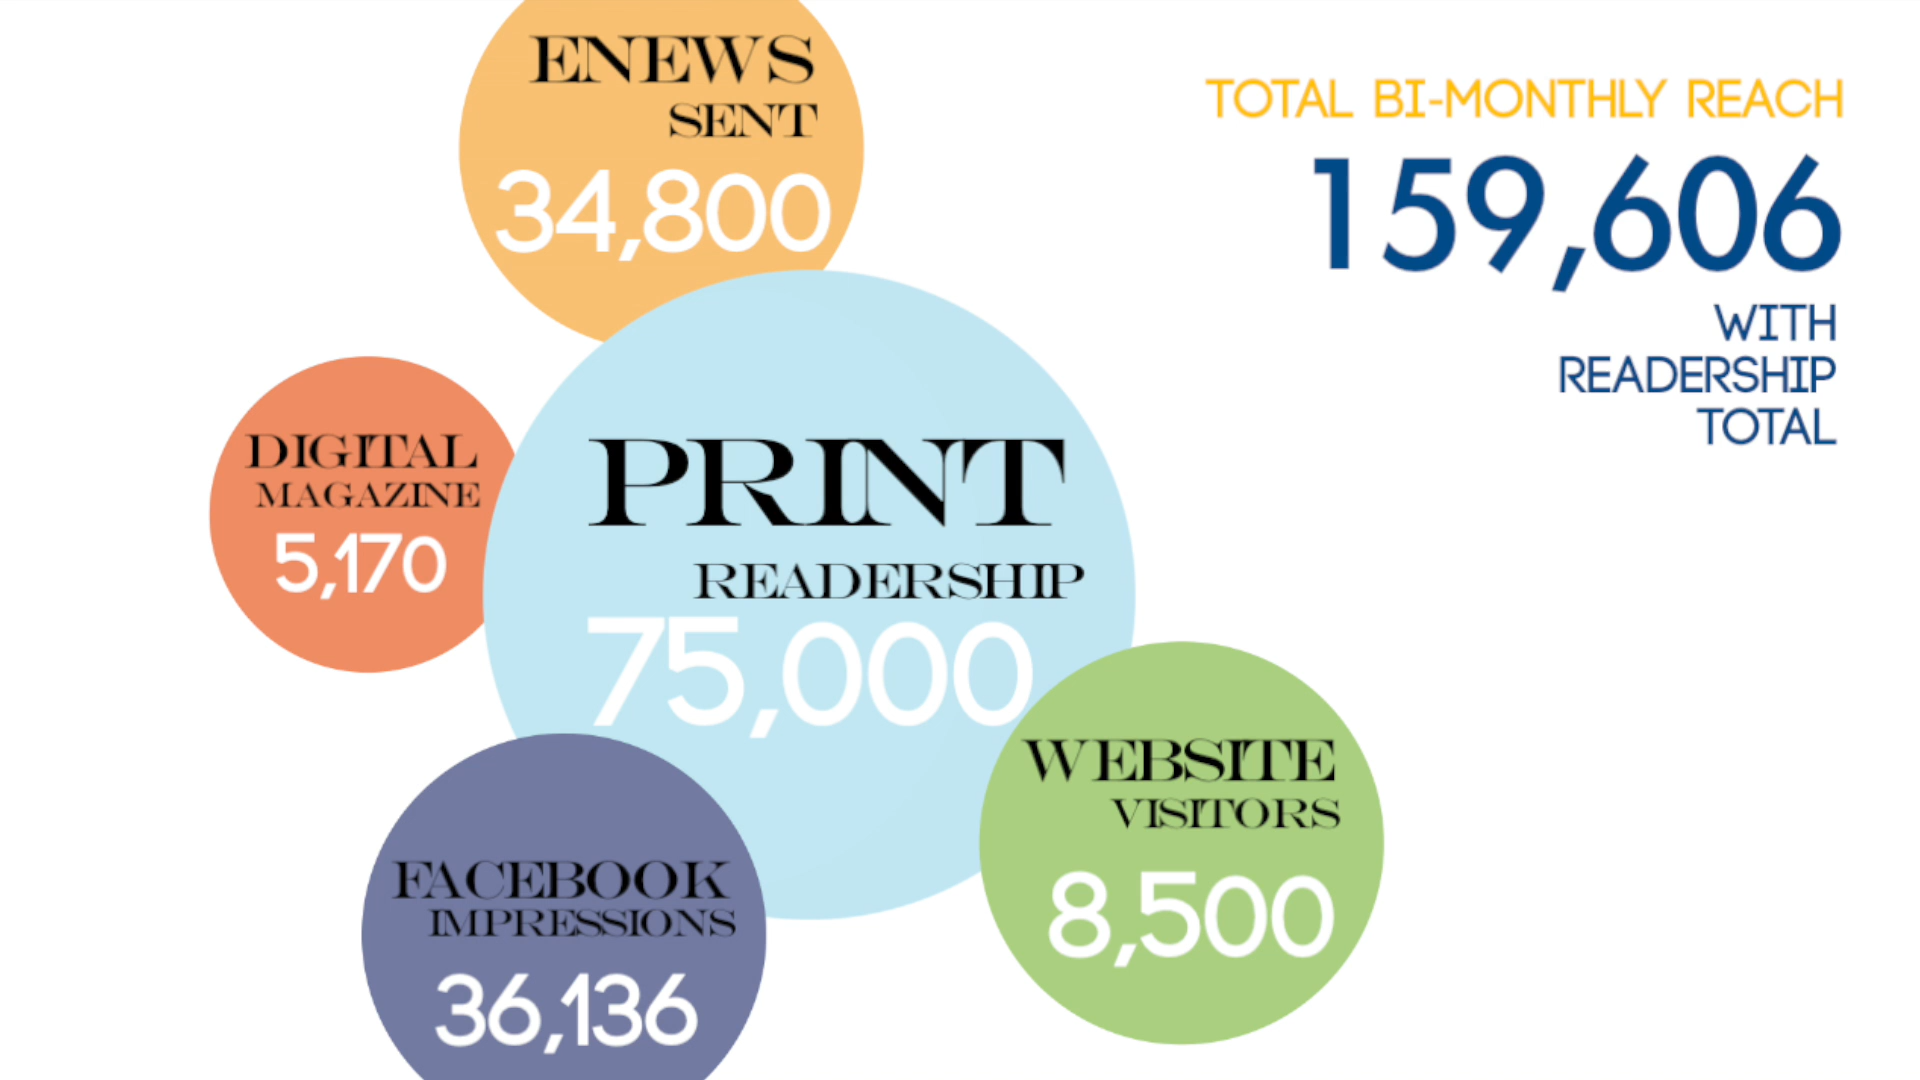 ENEWS
SENT
34,800
TOTAL BI-MONTHLY REACH
159,606
WITH
READERSHIP
TOTAL
DIGITAL
MAGAZINE
5,170
PRINT
READERSHIP
75,000
WEBSITE
VISITORS
8,500
FACEBOOK
IMPRESSIONS
36,136